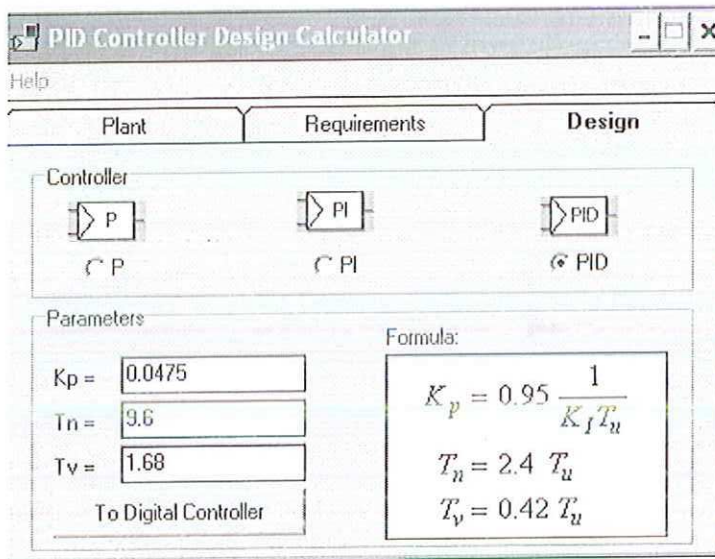 PID Controller Design Calculator
Help
Plant Requirements Design
Controller
P PI PID
P PI PID
Parameters
Formula:
Kp = 0.0475
Tn = 9.6
Tv = 1.68
To Digital Controller
K_p = 0.95 1 / K_I T_u
T_n = 2.4 T_u
T_v = 0.42 T_u